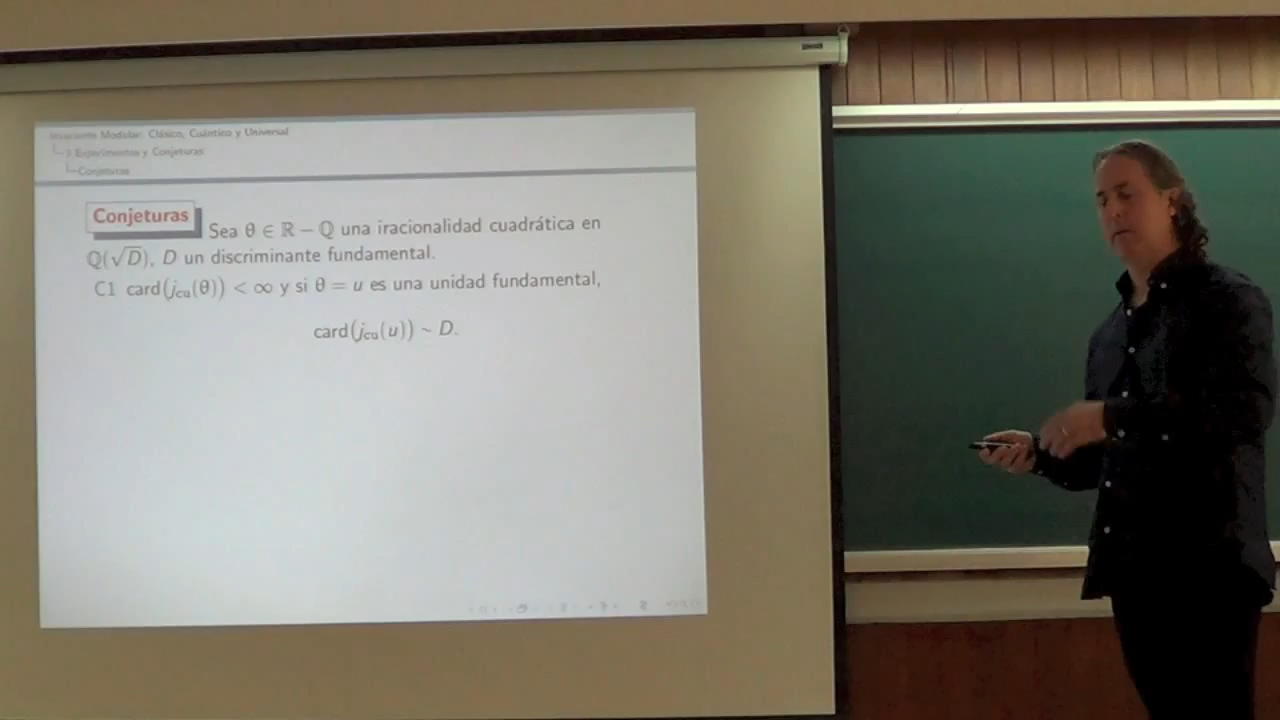 Invariante Modular: Clásico, Cuántico y Universal
3 Experimentos y Conjeturas
Conjeturas
Conjeturas Sea θ ∈ ℝ − ℚ una iracionalidad cuadrática en
ℚ(√D), D un discriminante fundamental.
C1 card(j_cu(θ)) < ∞ y si θ = u es una unidad fundamental,
card(j_cu(u)) ~ D.